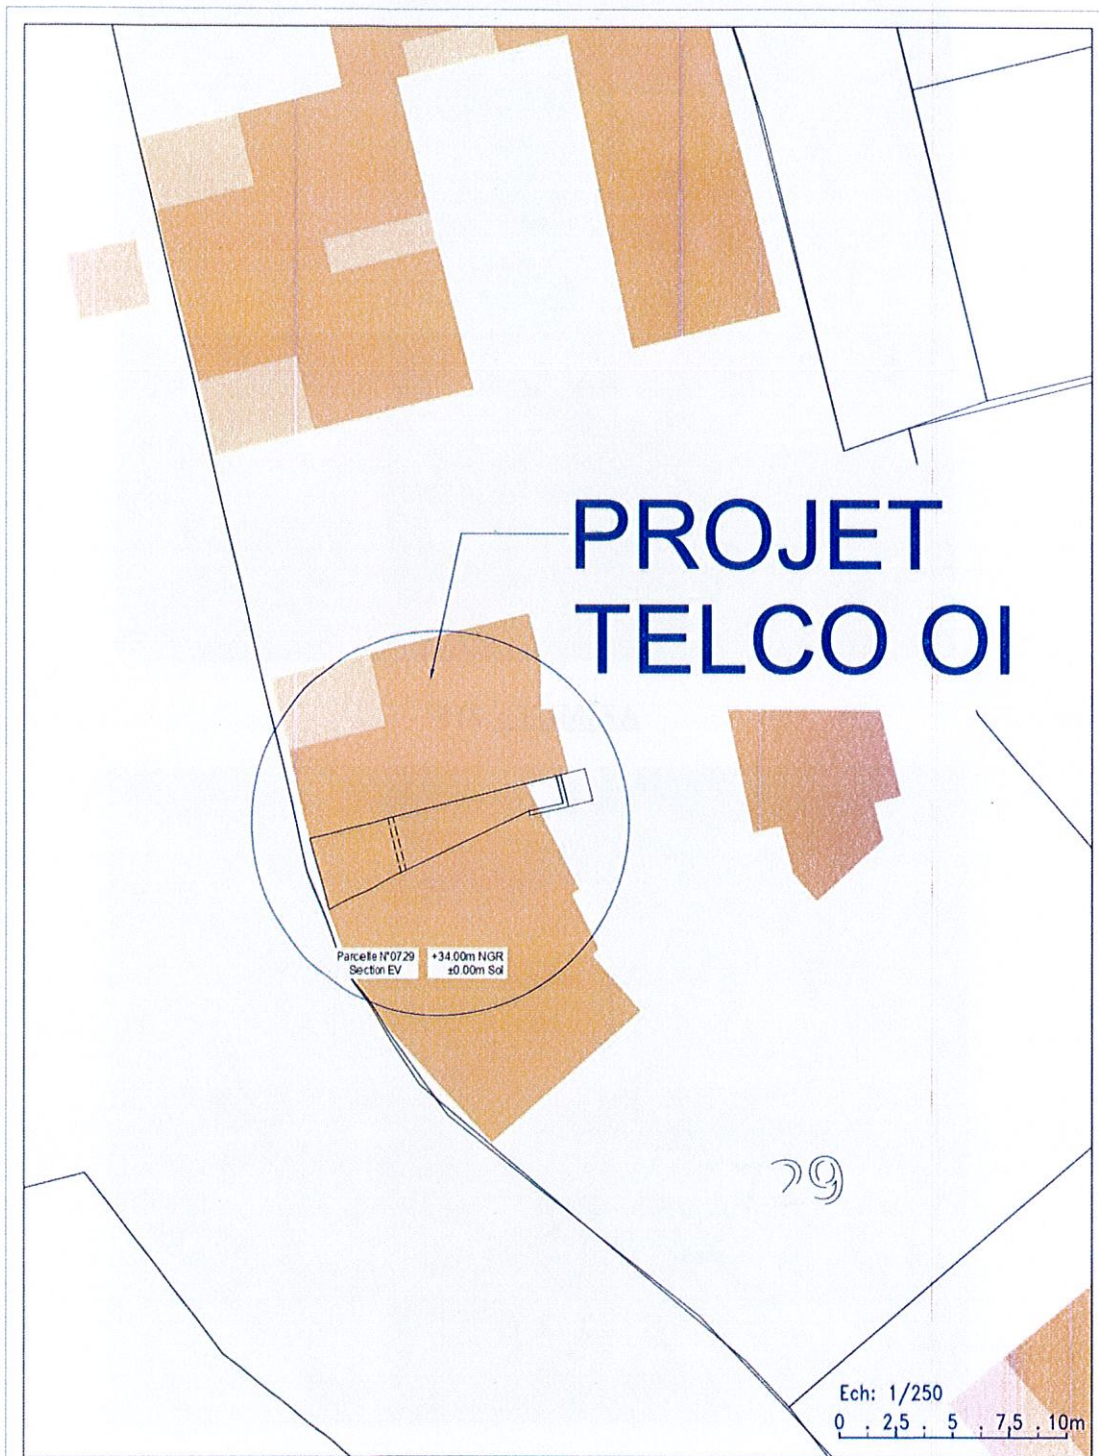 PROJET
TELCO OI
Parcelle N°0729
Section EV
+34.00m NGR
±0.00m Sol
29
Ech: 1/250
0 . 2,5 . 5 . 7,5 . 10m